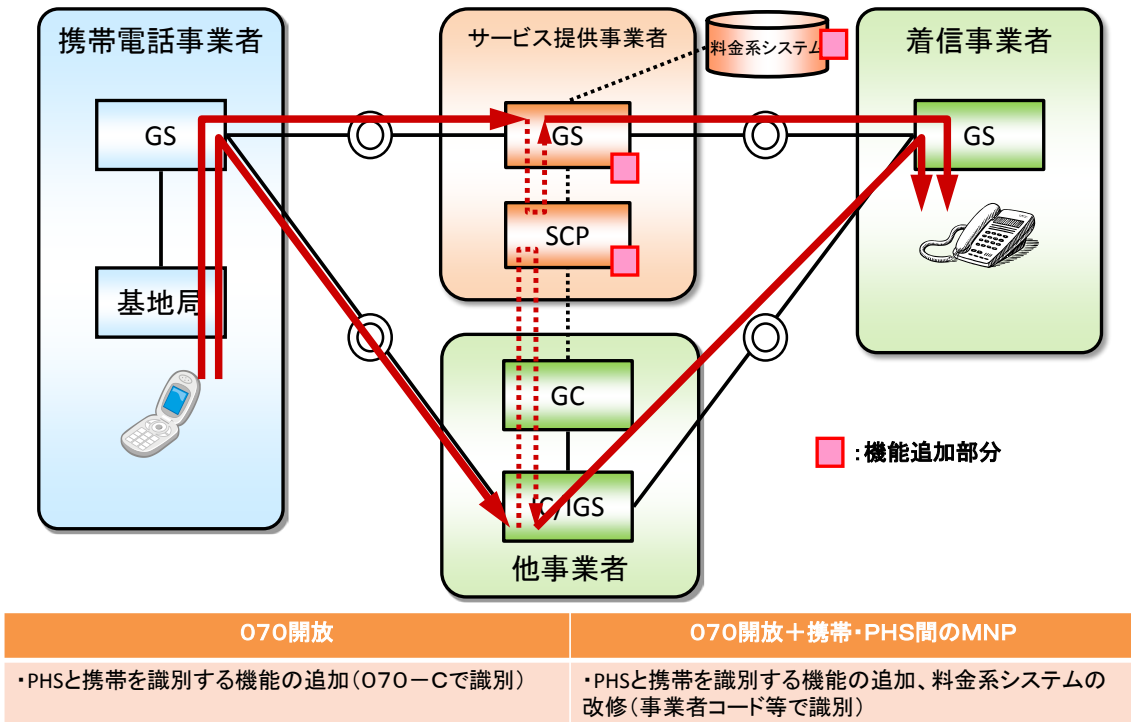 携帯電話事業者
サービス提供事業者
料金系システム
着信事業者
GS
GS
GS
SCP
基地局
GC
IC/IGS
他事業者
:機能追加部分
070開放
070開放+携帯・PHS間のMNP
・PHSと携帯を識別する機能の追加(070-Cで識別)
・PHSと携帯を識別する機能の追加、料金系システムの
改修(事業者コード等で識別)